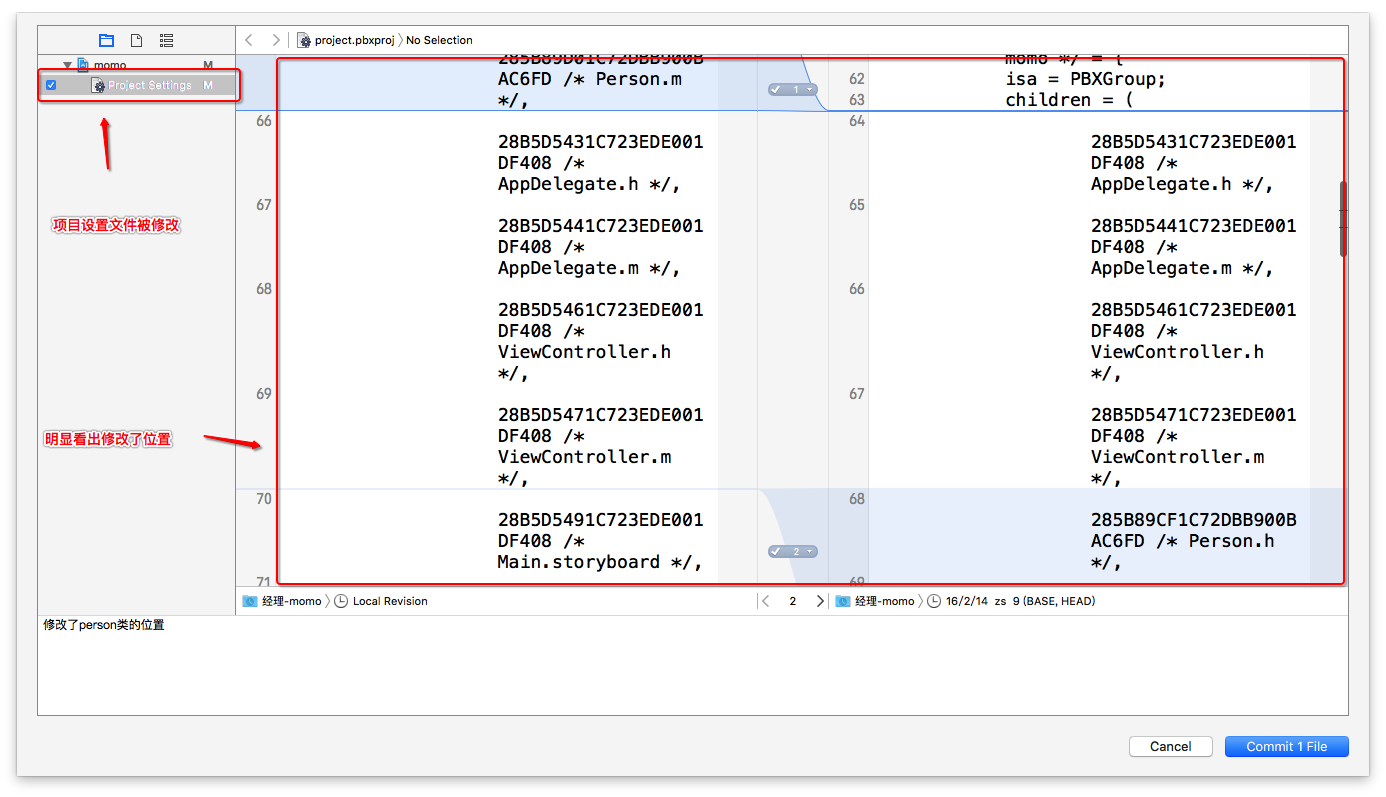 project.pbxproj 〉No Selection
momo M
Project Settings M
项目设置文件被修改
明显看出修改了位置
285B89D01C72DBB900B
AC6FD /* Person.m
*/,
66
28B5D5431C723EDE001
DF408 /*
AppDelegate.h */,
67
28B5D5441C723EDE001
DF408 /*
AppDelegate.m */,
68
28B5D5461C723EDE001
DF408 /*
ViewController.h
*/,
69
28B5D5471C723EDE001
DF408 /*
ViewController.m
*/,
70
28B5D5491C723EDE001
DF408 /*
Main.storyboard */,
71
1
2
momo */ = {
62 isa = PBXGroup;
63 children = (
64
28B5D5431C723EDE001
DF408 /*
AppDelegate.h */,
65
28B5D5441C723EDE001
DF408 /*
AppDelegate.m */,
66
28B5D5461C723EDE001
DF408 /*
ViewController.h
*/,
67
28B5D5471C723EDE001
DF408 /*
ViewController.m
*/,
68
285B89CF1C72DBB900B
AC6FD /* Person.h
*/,
69
经理-momo 〉Local Revision
2
经理-momo 〉16/2/14 zs 9 (BASE, HEAD)
修改了person类的位置
Cancel
Commit 1 File